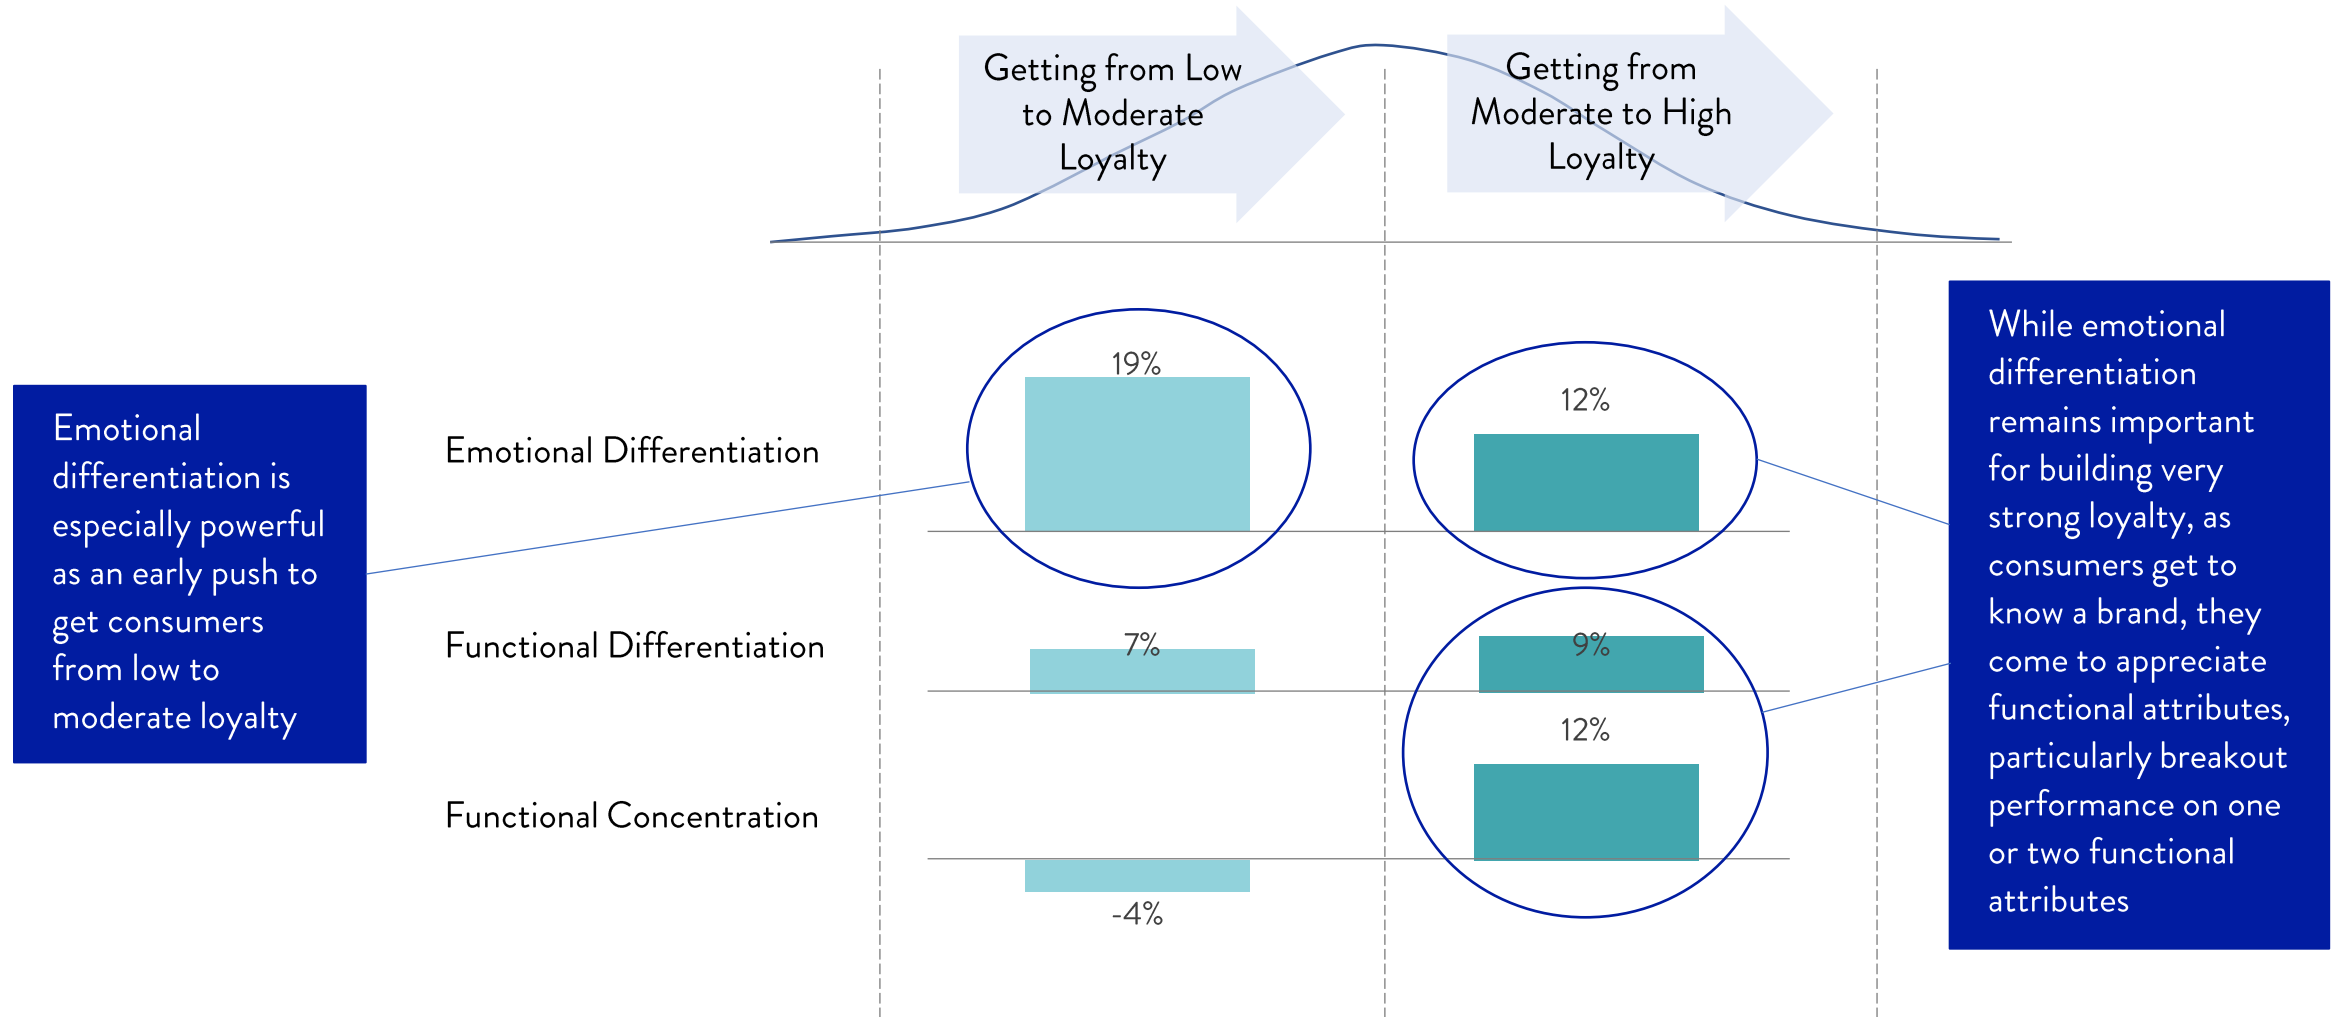 Getting from Low
to Moderate
Loyalty
Getting from
Moderate to High
Loyalty
Emotional
differentiation is
especially powerful
as an early push to
get consumers
from low to
moderate loyalty
Emotional Differentiation
19%
12%
Functional Differentiation
7%
9%
Functional Concentration
-4%
12%
While emotional
differentiation
remains important
for building very
strong loyalty, as
consumers get to
know a brand, they
come to appreciate
functional attributes,
particularly breakout
performance on one
or two functional
attributes